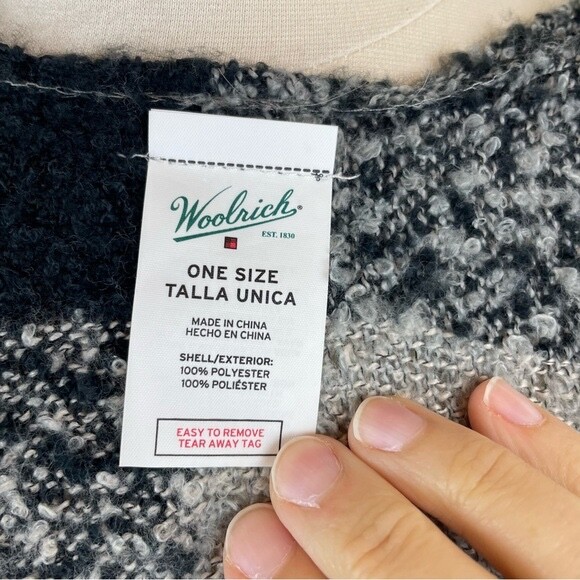 Woolrich®
EST. 1830
ONE SIZE
TALLA UNICA
MADE IN CHINA
HECHO EN CHINA
SHELL/EXTERIOR:
100% POLYESTER
100% POLIÉSTER
EASY TO REMOVE
TEAR AWAY TAG